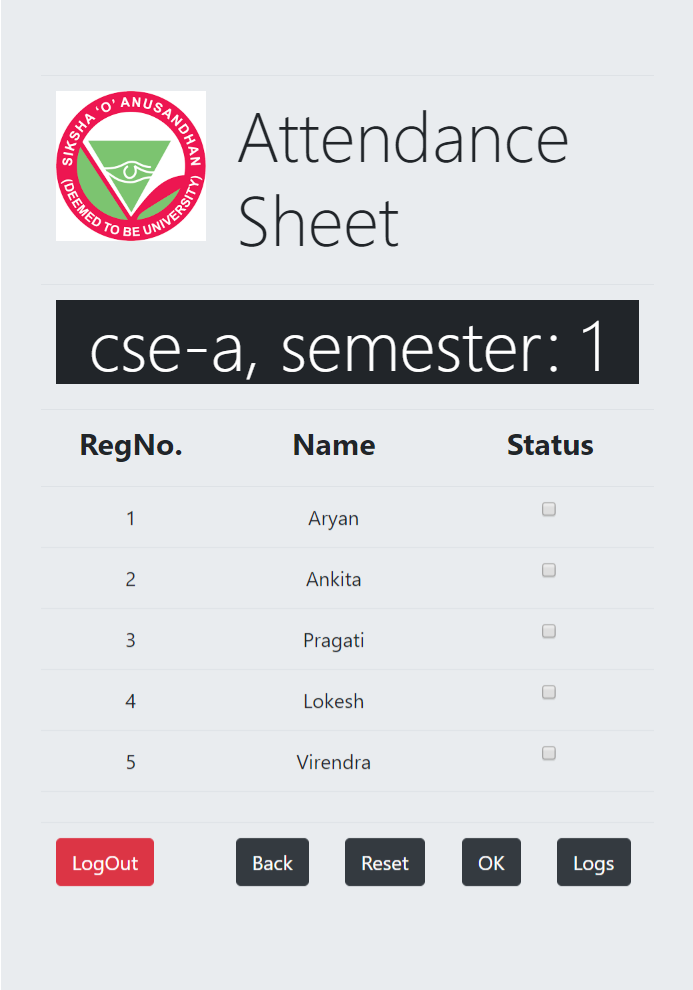 SIKSHA 'O' ANUSANDHAN
(DEEMED TO BE UNIVERSITY)
Attendance
Sheet
cse-a, semester: 1
RegNo. Name Status
1 Aryan
2 Ankita
3 Pragati
4 Lokesh
5 Virendra
LogOut Back Reset OK Logs